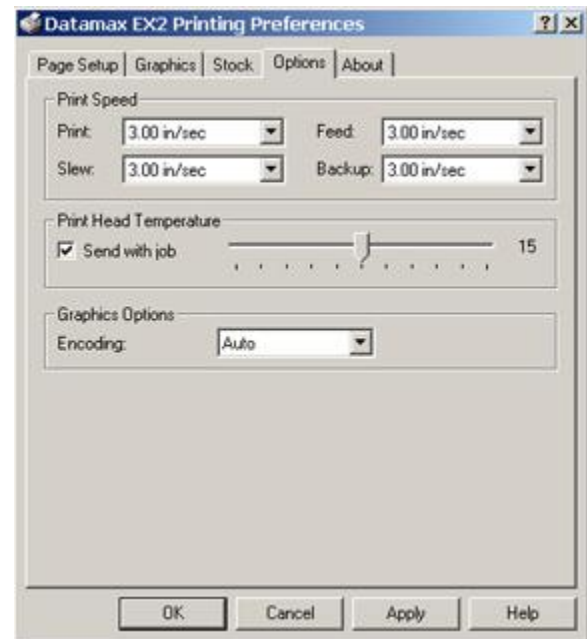 Datamax EX2 Printing Preferences ? X
Page Setup Graphics Stock Options About
Print Speed
Print: 3.00 in/sec Feed: 3.00 in/sec
Slew: 3.00 in/sec Backup: 3.00 in/sec
Print Head Temperature
Send with job 15
Graphics Options
Encoding: Auto
OK Cancel Apply Help